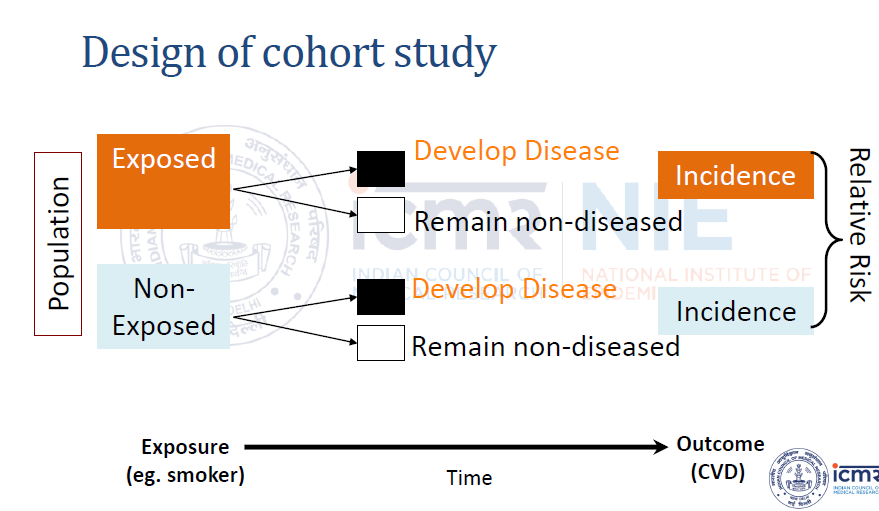 Design of cohort study
Population
Exposed
Develop Disease
Remain non-diseased
Incidence
Non-
Exposed
Develop Disease
Remain non-diseased
Incidence
Relative Risk
Exposure
(eg. smoker)
Time
Outcome
(CVD)
icmr
NIE
INDIAN COUNCIL OF
NATIONAL INSTITUTE OF
icmr
INDIAN COUNCIL OF
MEDICAL RESEARCH